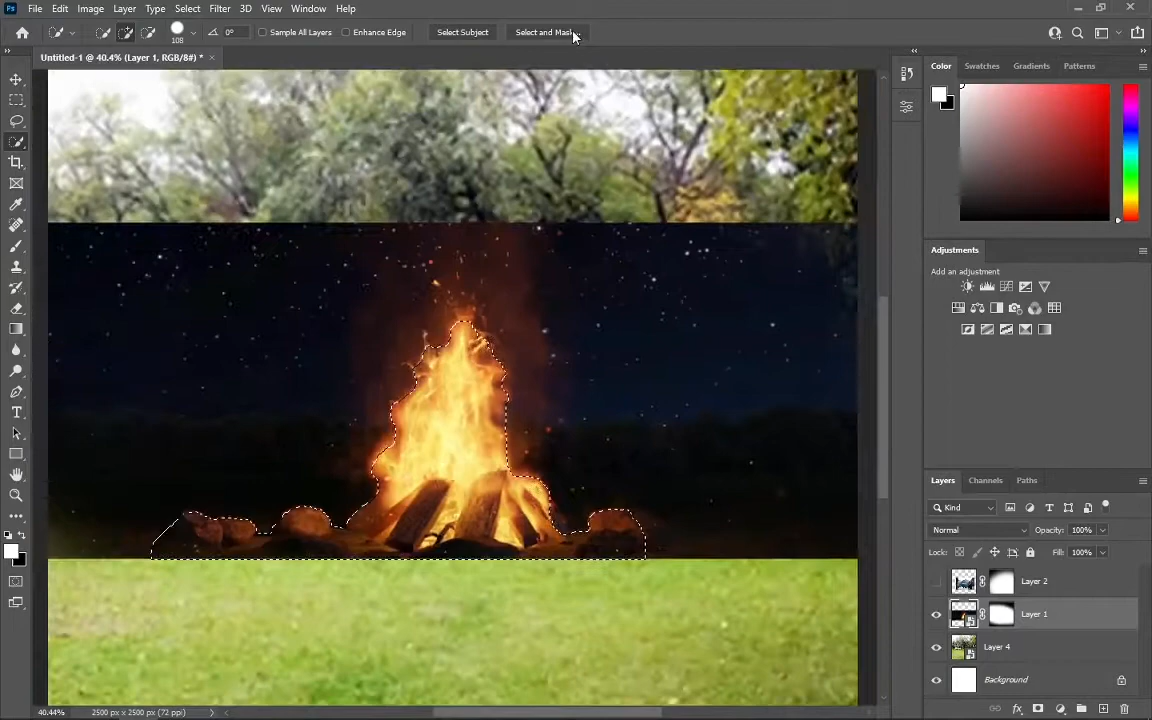 Ps File Edit Image Layer Type Select Filter 3D View Window Help
108 0° Sample All Layers Enhance Edge Select Subject Select and Mask...
Untitled-1 @ 40.4% (Layer 1, RGB/8#) *
Color Swatches Gradients Patterns
Adjustments
Add an adjustment
Layers Channels Paths
Kind
Normal Opacity: 100%
Lock: Fill: 100%
Layer 2
Layer 1
Layer 4
Background
40.44% 2500 px x 2500 px (72 ppi)